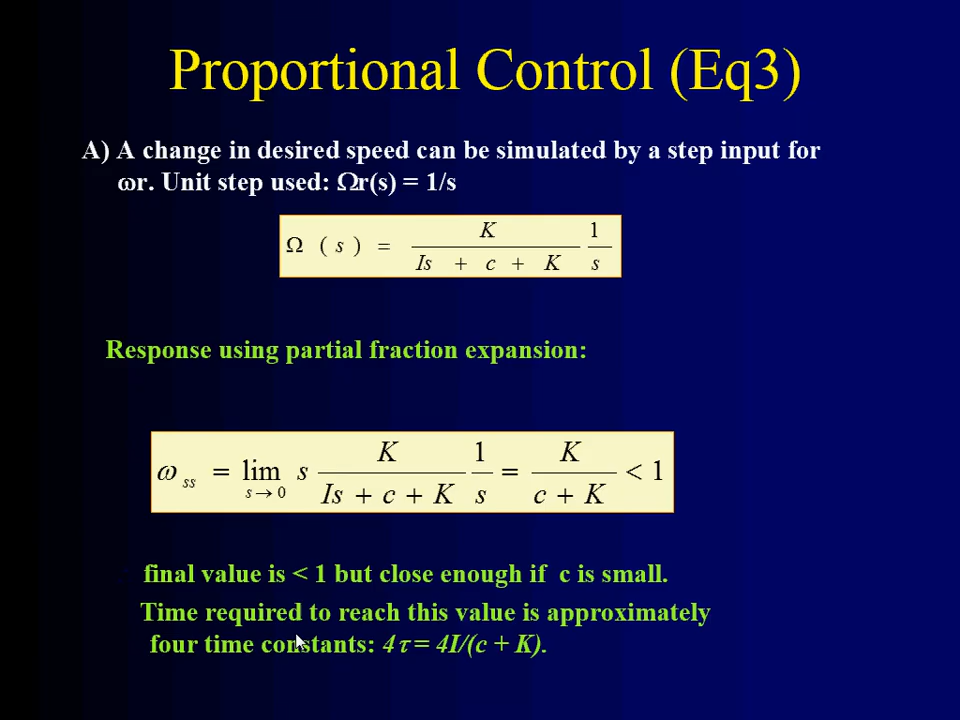 Proportional Control (Eq3)
A) A change in desired speed can be simulated by a step input for
ωr. Unit step used: Ωr(s) = 1/s
Ω ( s ) = K / (Is + c + K) 1/s
Response using partial fraction expansion:
ω ss = lim s→0 s K / (Is + c + K) 1/s = K / (c + K) < 1
final value is < 1 but close enough if c is small.
Time required to reach this value is approximately
four time constants: 4τ = 4I/(c + K).